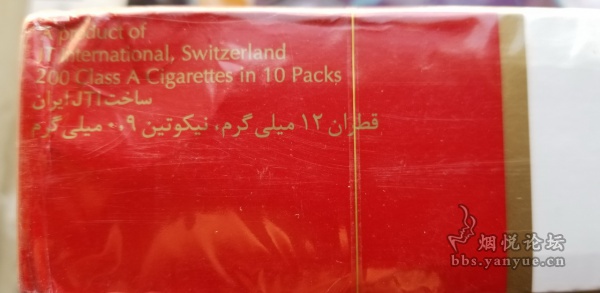 A product of
JT International, Switzerland
200 Class A Cigarettes in 10 Packs
ساخت JTI ایران
قطران ۱۲ میلی گرم، نیکوتین ۰.۹ میلی گرم
烟悦论坛
bbs.yanyue.cn